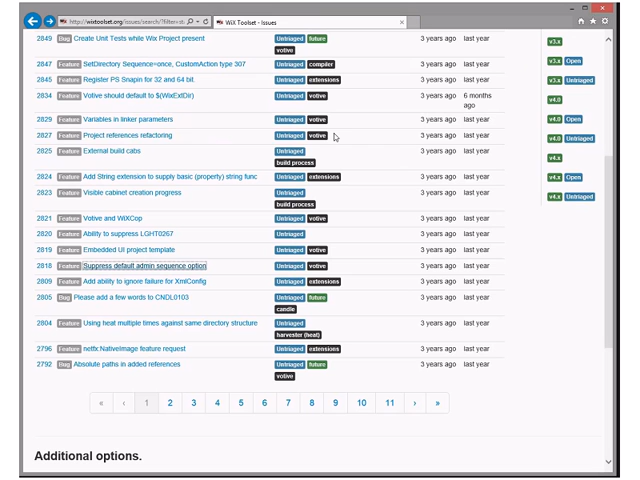 http://wixtoolset.org/issues/search/?filter=st
WiX Toolset - Issues
2849 Bug Create Unit Tests while Wix Project present Untriaged future 3 years ago last year
votive
2847 Feature SetDirectory Sequence=once, CustomAction type 307 Untriaged compiler 3 years ago last year
2845 Feature Register PS Snapin for 32 and 64 bit Untriaged extensions 3 years ago last year
2834 Feature Votive should default to $(WixExtDir) Untriaged votive 3 years ago 6 months
ago
2829 Feature Variables in linker parameters Untriaged votive 3 years ago last year
2827 Feature Project references refactoring Untriaged votive 3 years ago last year
2825 Feature External build cabs Untriaged 3 years ago last year
build process
2824 Feature Add String extension to supply basic (property) string func Untriaged extensions 3 years ago last year
2823 Feature Visible cabinet creation progress Untriaged 3 years ago last year
build process
2821 Feature Votive and WiXCop Untriaged votive 3 years ago last year
2820 Feature Ability to suppress LGHT0267 Untriaged 3 years ago last year
2819 Feature Embedded UI project template Untriaged votive 3 years ago last year
2818 Feature Suppress default admin sequence option Untriaged votive 3 years ago last year
2809 Feature Add ability to ignore failure for XmlConfig Untriaged extensions 3 years ago last year
2805 Bug Please add a few words to CNDL0103 Untriaged future 3 years ago last year
candle
2804 Feature Using heat multiple times against same directory structure Untriaged 3 years ago last year
harvester (heat)
2796 Feature netfx NativeImage feature request Untriaged extensions 3 years ago last year
2792 Bug Absolute paths in added references Untriaged future 3 years ago last year
votive
v3.x
v3.x Open
v3.x Untriaged
v4.0
v4.0 Open
v4.0 Untriaged
v4.x
v4.x Open
v4.x Untriaged
« ‹ 1 2 3 4 5 6 7 8 9 10 11 › »
Additional options.